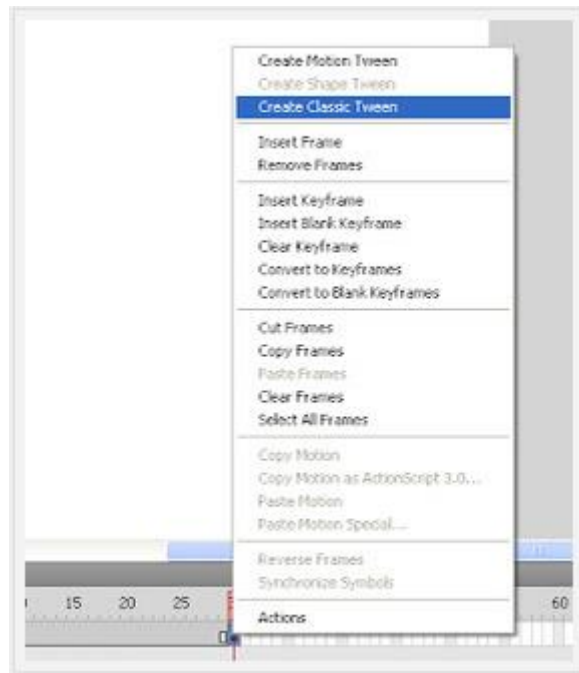 Create Motion Tween
Create Shape Tween
Create Classic Tween
Insert Frame
Remove Frames
Insert Keyframe
Insert Blank Keyframe
Clear Keyframe
Convert to Keyframes
Convert to Blank Keyframes
Cut Frames
Copy Frames
Paste Frames
Clear Frames
Select All Frames
Copy Motion
Copy Motion as ActionScript 3.0...
Paste Motion
Paste Motion Special...
Reverse Frames
Synchronize Symbols
Actions
15 20 25 60